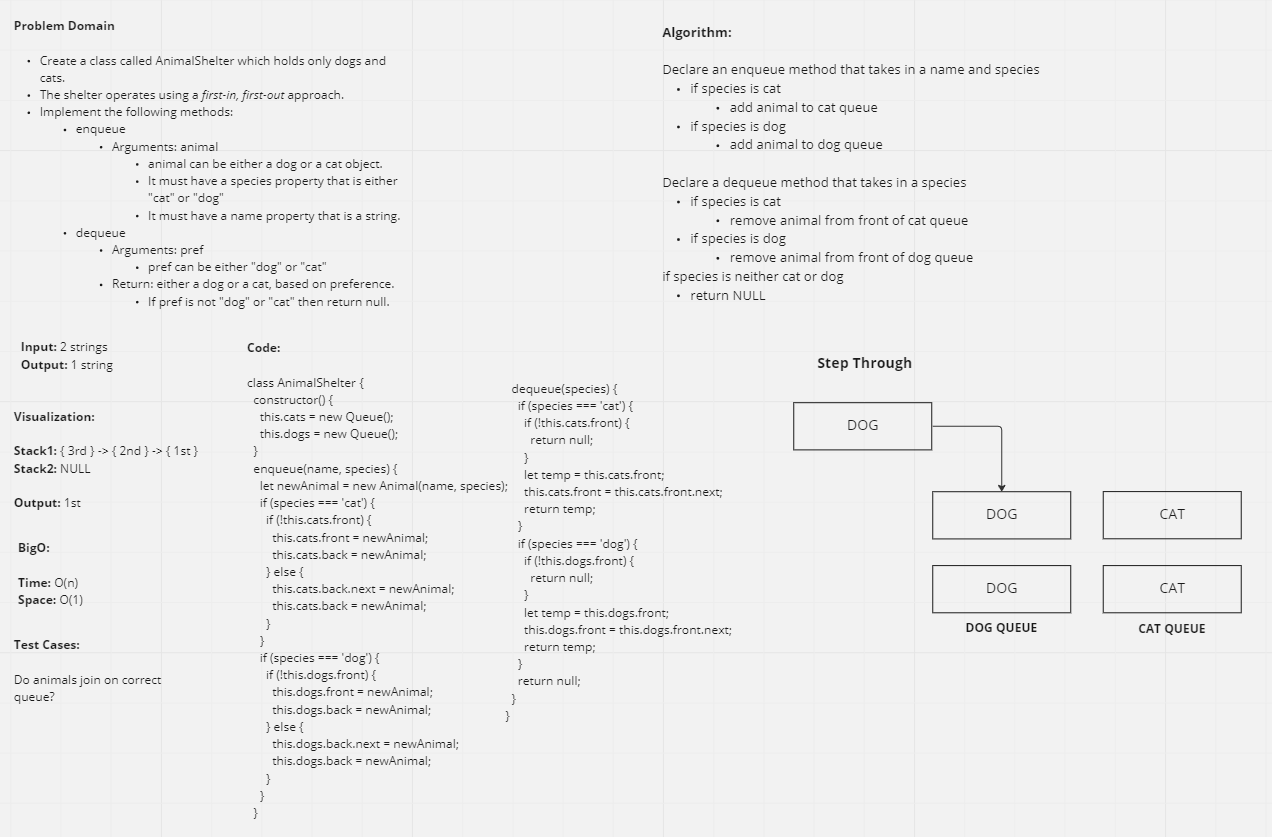 Problem Domain
• Create a class called AnimalShelter which holds only dogs and
cats.
• The shelter operates using a first-in, first-out approach.
• Implement the following methods:
• enqueue
• Arguments: animal
• animal can be either a dog or a cat object.
• It must have a species property that is either
"cat" or "dog"
• It must have a name property that is a string.
• dequeue
• Arguments: pref
• pref can be either "dog" or "cat"
• Return: either a dog or a cat, based on preference.
• If pref is not "dog" or "cat" then return null.
Algorithm:
Declare an enqueue method that takes in a name and species
• if species is cat
• add animal to cat queue
• if species is dog
• add animal to dog queue
Declare a dequeue method that takes in a species
• if species is cat
• remove animal from front of cat queue
• if species is dog
• remove animal from front of dog queue
if species is neither cat or dog
• return NULL
Input: 2 strings
Output: 1 string
Visualization:
Stack1: { 3rd } -> { 2nd } -> { 1st }
Stack2: NULL
Output: 1st
BigO:
Time: O(n)
Space: O(1)
Test Cases:
Do animals join on correct
queue?
Code:
class AnimalShelter {
constructor() {
this.cats = new Queue();
this.dogs = new Queue();
}
enqueue(name, species) {
let newAnimal = new Animal(name, species);
if (species === 'cat') {
if (!this.cats.front) {
this.cats.front = newAnimal;
this.cats.back = newAnimal;
} else {
this.cats.back.next = newAnimal;
this.cats.back = newAnimal;
}
}
if (species === 'dog') {
if (!this.dogs.front) {
this.dogs.front = newAnimal;
this.dogs.back = newAnimal;
} else {
this.dogs.back.next = newAnimal;
this.dogs.back = newAnimal;
}
}
}
dequeue(species) {
if (species === 'cat') {
if (!this.cats.front) {
return null;
}
let temp = this.cats.front;
this.cats.front = this.cats.front.next;
return temp;
}
if (species === 'dog') {
if (!this.dogs.front) {
return null;
}
let temp = this.dogs.front;
this.dogs.front = this.dogs.front.next;
return temp;
}
return null;
}
}
Step Through
DOG
DOG CAT
DOG CAT
DOG QUEUE CAT QUEUE